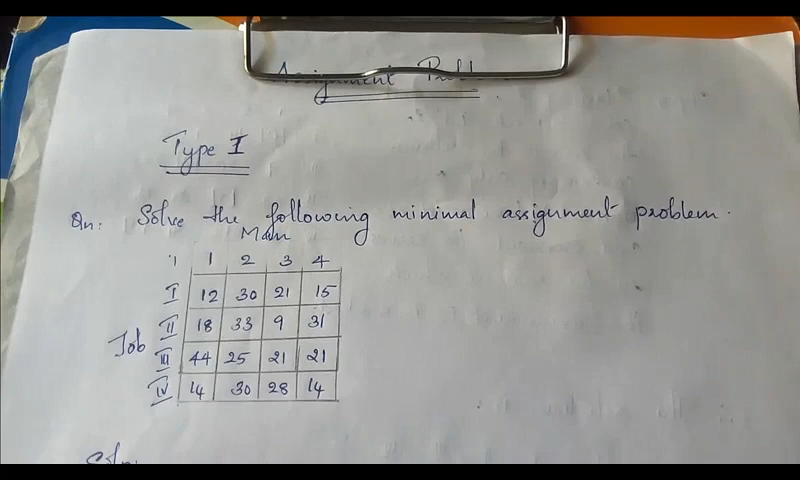 Assignment
Type I
Qn: Solve the following minimal assignment problem.
Man
1 2 3 4
I 12 30 21 15
II 18 33 9 31
Job
III 44 25 21 21
IV 14 30 28 14